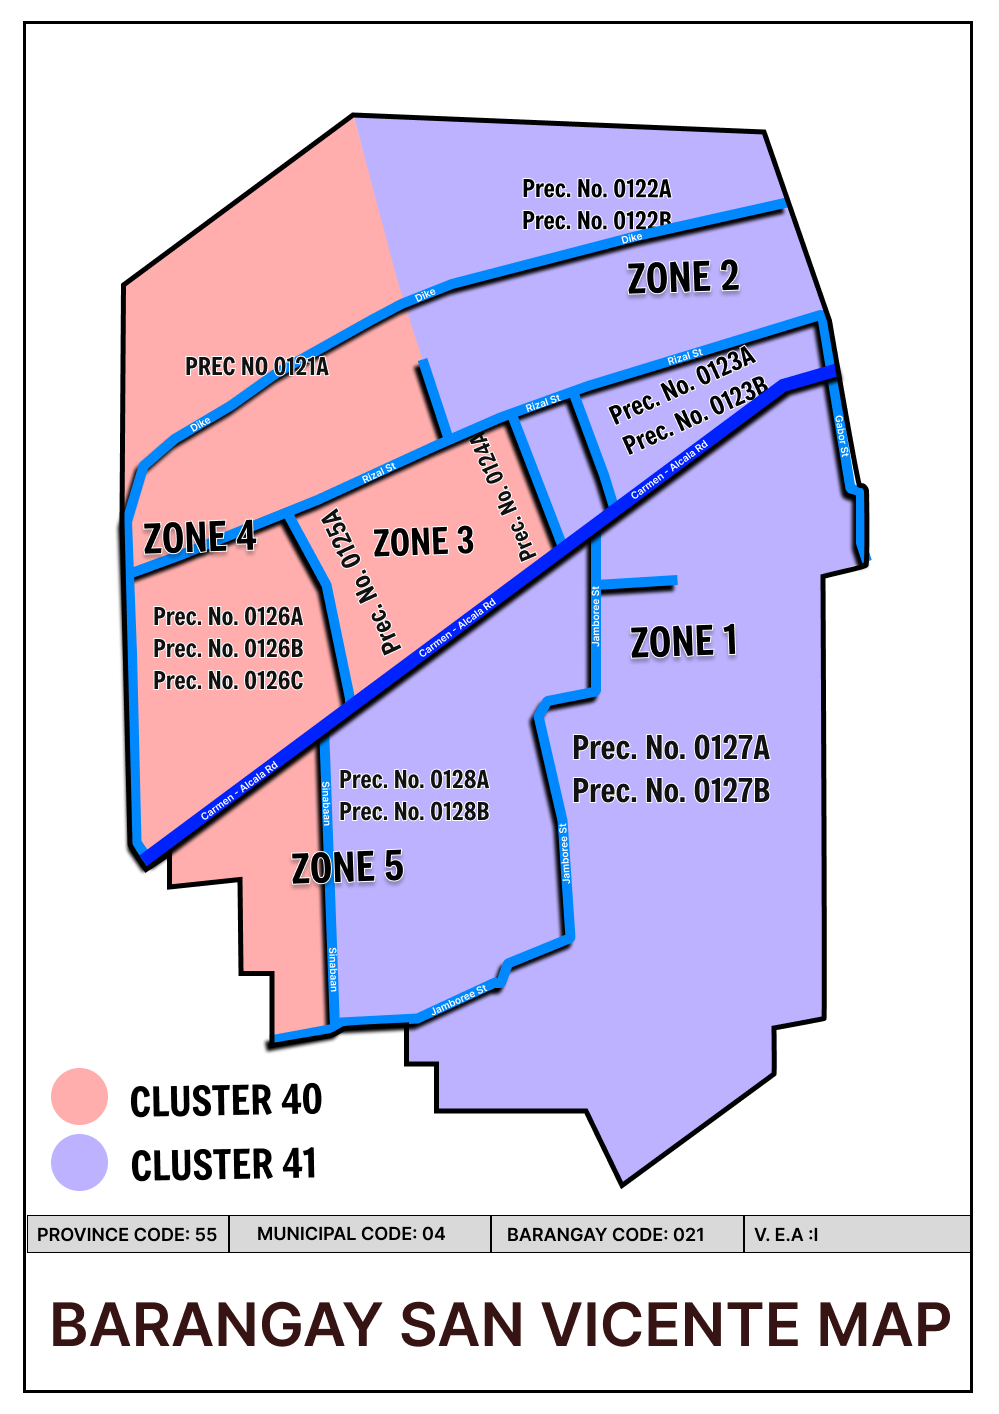 Prec. No. 0122A
Prec. No. 0122B
Dike
ZONE 2
Dike
Rizal St
Prec. No. 0123A
Prec. No. 0123B
PREC NO 0121A
Rizal St
Dike
Gabor St
Rizal St
Prec. No. 0124A
Carmen - Alcala Rd
ZONE 4
Prec. No. 0125A
ZONE 3
Prec. No. 0126A
Prec. No. 0126B
Prec. No. 0126C
Carmen - Alcala Rd
Jamboree St
ZONE 1
Prec. No. 0127A
Prec. No. 0127B
Carmen - Alcala Rd
Sinabaan
Prec. No. 0128A
Prec. No. 0128B
ZONE 5
Jamboree St
Sinabaan
Jamboree St
CLUSTER 40
CLUSTER 41
PROVINCE CODE: 55
MUNICIPAL CODE: 04
BARANGAY CODE: 021
V. E.A :I
BARANGAY SAN VICENTE MAP